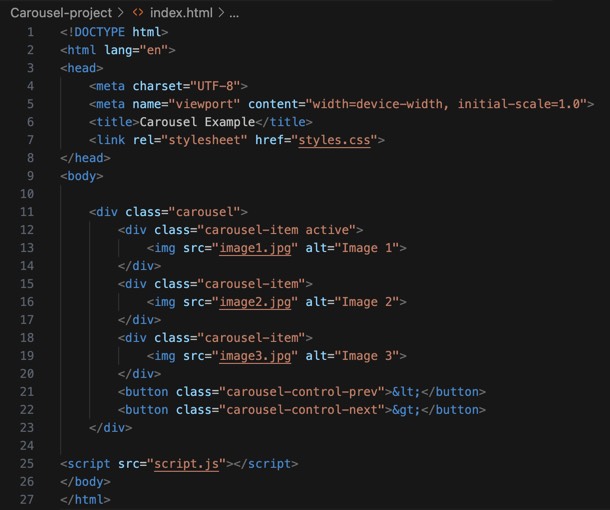 Carousel-project > <> index.html > ...
1 <!DOCTYPE html>
2 <html lang="en">
3 <head>
4     <meta charset="UTF-8">
5     <meta name="viewport" content="width=device-width, initial-scale=1.0">
6     <title>Carousel Example</title>
7     <link rel="stylesheet" href="styles.css">
8 </head>
9 <body>
10
11     <div class="carousel">
12         <div class="carousel-item active">
13             <img src="image1.jpg" alt="Image 1">
14         </div>
15         <div class="carousel-item">
16             <img src="image2.jpg" alt="Image 2">
17         </div>
18         <div class="carousel-item">
19             <img src="image3.jpg" alt="Image 3">
20         </div>
21         <button class="carousel-control-prev">&lt;</button>
22         <button class="carousel-control-next">&gt;</button>
23     </div>
24
25 <script src="script.js"></script>
26 </body>
27 </html>